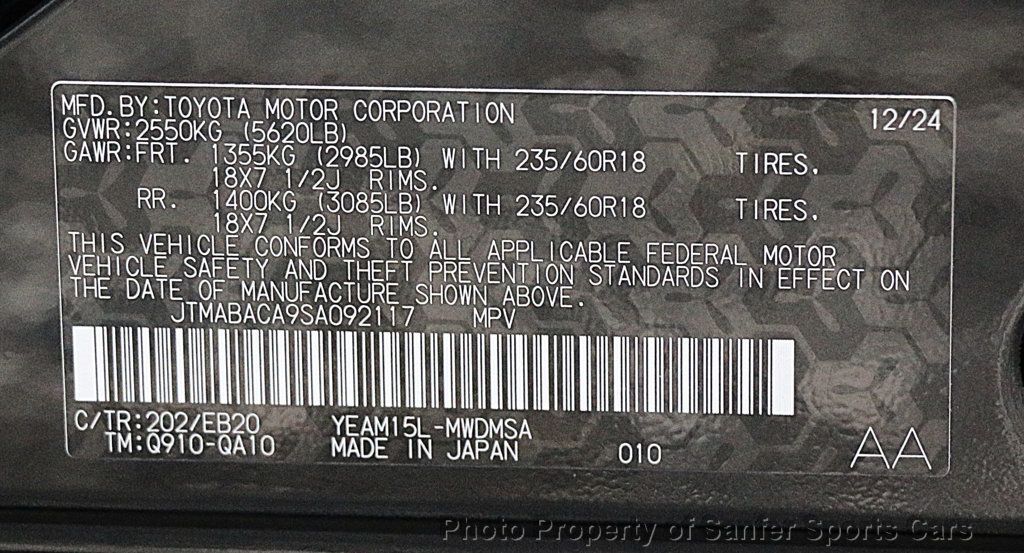 MFD.BY:TOYOTA MOTOR CORPORATION 12/24
GVWR:2550KG (5620LB)
GAWR:FRT. 1355KG (2985LB) WITH 235/60R18 TIRES.
18X7 1/2J RIMS.
RR. 1400KG (3085LB) WITH 235/60R18 TIRES.
18X7 1/2J RIMS.
THIS VEHICLE CONFORMS TO ALL APPLICABLE FEDERAL MOTOR
VEHICLE SAFETY AND THEFT PREVENTION STANDARDS IN EFFECT ON
THE DATE OF MANUFACTURE SHOWN ABOVE.
JTMABACA9SA092117 MPV
C/TR:202/EB20 YEAM15L-MWDMSA
TM:Q910-QA10 MADE IN JAPAN 010 AA
Photo Property of Sanfer Sports Cars